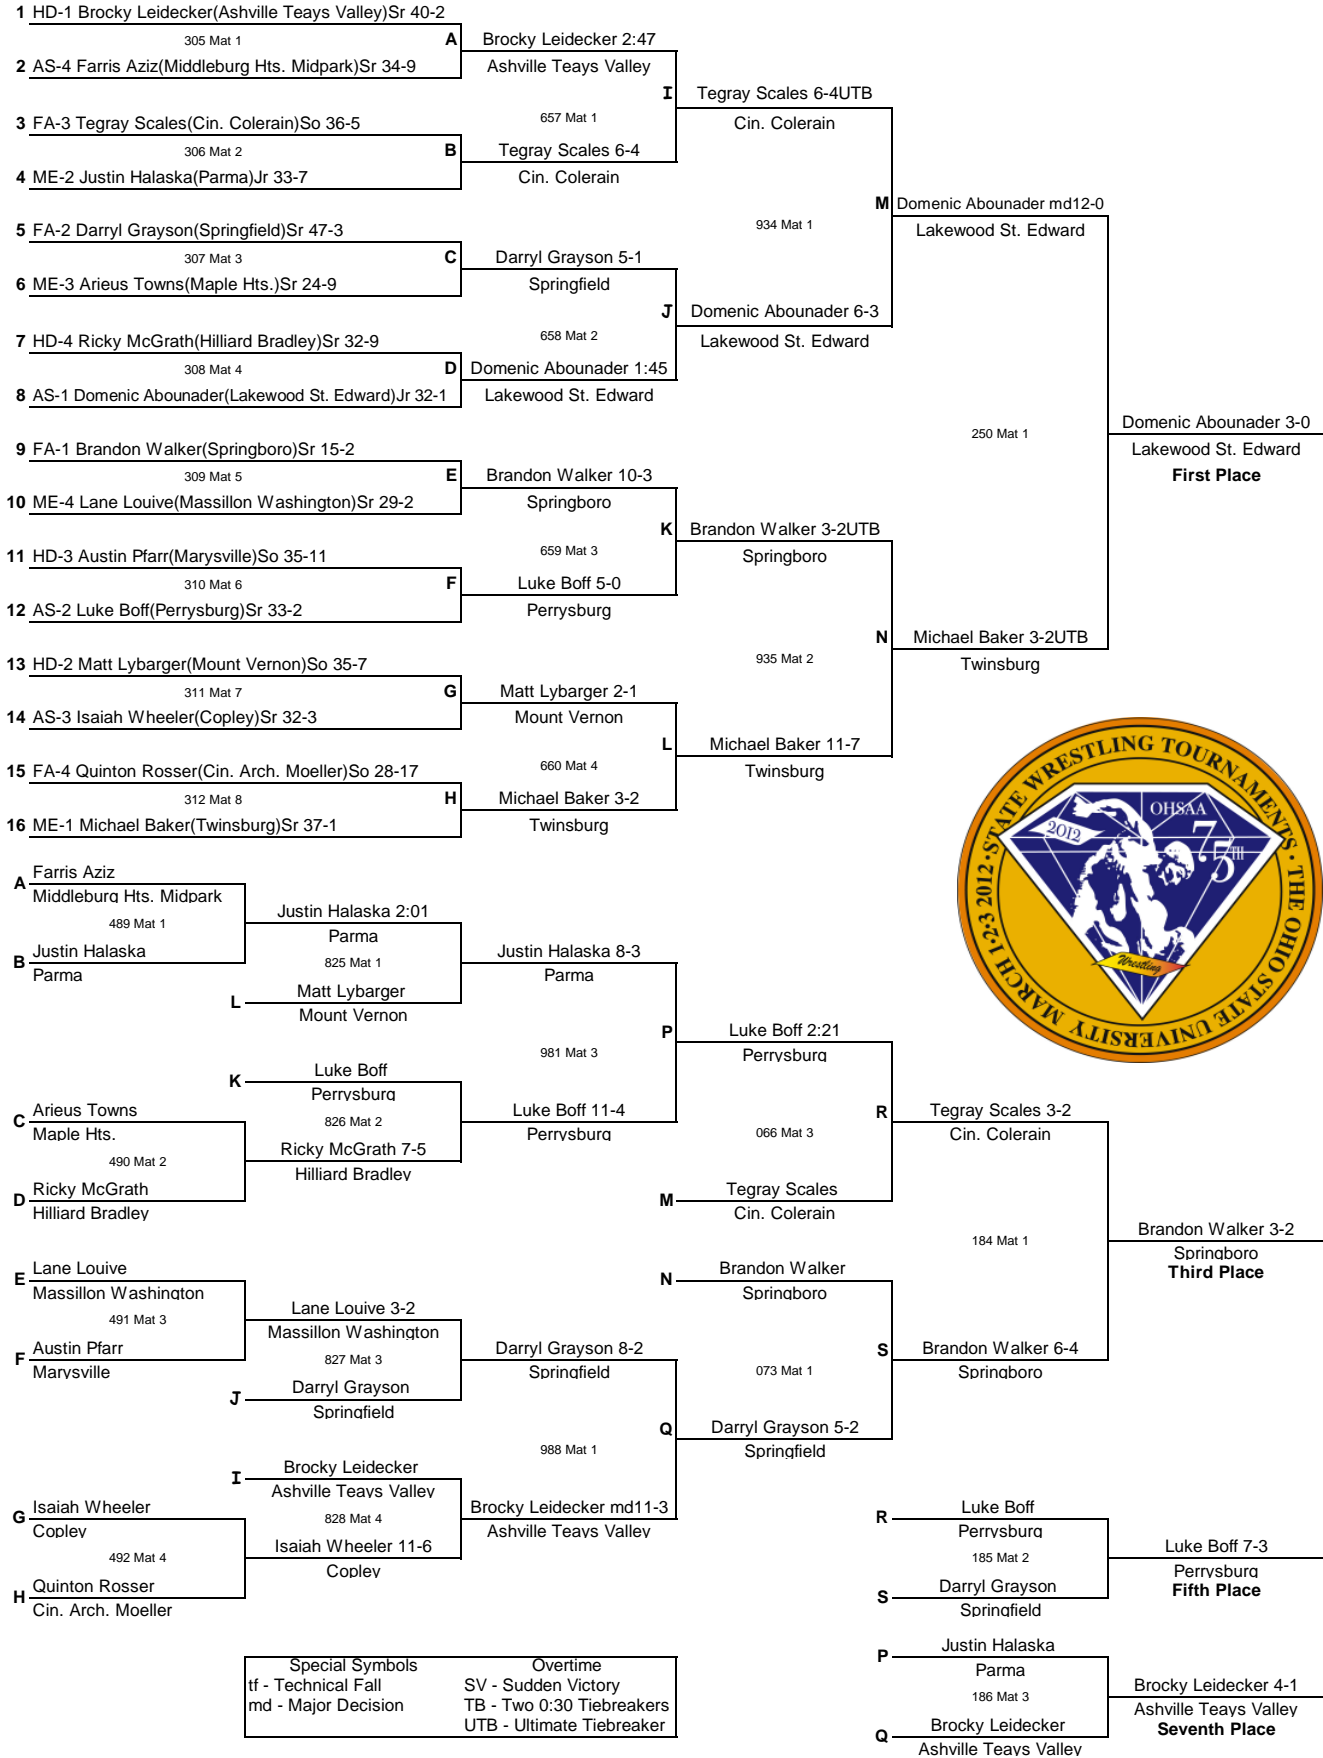 1 HD-1 Brocky Leidecker(Ashville Teays Valley)Sr 40-2
305 Mat 1
A
2 AS-4 Farris Aziz(Middleburg Hts. Midpark)Sr 34-9
Brocky Leidecker 2:47
Ashville Teays Valley
I
657 Mat 1
3 FA-3 Tegray Scales(Cin. Colerain)So 36-5
306 Mat 2
B
4 ME-2 Justin Halaska(Parma)Jr 33-7
Tegray Scales 6-4
Cin. Colerain
Tegray Scales 6-4UTB
Cin. Colerain
M
934 Mat 1
5 FA-2 Darryl Grayson(Springfield)Sr 47-3
307 Mat 3
C
6 ME-3 Arieus Towns(Maple Hts.)Sr 24-9
Darryl Grayson 5-1
Springfield
J
658 Mat 2
7 HD-4 Ricky McGrath(Hilliard Bradley)Sr 32-9
308 Mat 4
D
8 AS-1 Domenic Abounader(Lakewood St. Edward)Jr 32-1
Domenic Abounader 1:45
Lakewood St. Edward
Domenic Abounader 6-3
Lakewood St. Edward
Domenic Abounader md12-0
Lakewood St. Edward
250 Mat 1
Domenic Abounader 3-0
Lakewood St. Edward
First Place
9 FA-1 Brandon Walker(Springboro)Sr 15-2
309 Mat 5
E
10 ME-4 Lane Louive(Massillon Washington)Sr 29-2
Brandon Walker 10-3
Springboro
K
659 Mat 3
11 HD-3 Austin Pfarr(Marysville)So 35-11
310 Mat 6
F
12 AS-2 Luke Boff(Perrysburg)Sr 33-2
Luke Boff 5-0
Perrysburg
Brandon Walker 3-2UTB
Springboro
N
935 Mat 2
13 HD-2 Matt Lybarger(Mount Vernon)So 35-7
311 Mat 7
G
14 AS-3 Isaiah Wheeler(Copley)Sr 32-3
Matt Lybarger 2-1
Mount Vernon
L
660 Mat 4
15 FA-4 Quinton Rosser(Cin. Arch. Moeller)So 28-17
312 Mat 8
H
16 ME-1 Michael Baker(Twinsburg)Sr 37-1
Michael Baker 3-2
Twinsburg
Michael Baker 11-7
Twinsburg
Michael Baker 3-2UTB
Twinsburg
MARCH 1-2-3 2012 · STATE WRESTLING TOURNAMENTS · THE OHIO STATE UNIVERSITY
2012
OHSAA
75TH
Wrestling
A Farris Aziz
Middleburg Hts. Midpark
489 Mat 1
B Justin Halaska
Parma
Justin Halaska 2:01
Parma
825 Mat 1
L Matt Lybarger
Mount Vernon
Justin Halaska 8-3
Parma
P
981 Mat 3
K Luke Boff
Perrysburg
826 Mat 2
C Arieus Towns
Maple Hts.
490 Mat 2
D Ricky McGrath
Hilliard Bradley
Ricky McGrath 7-5
Hilliard Bradley
Luke Boff 11-4
Perrysburg
Luke Boff 2:21
Perrysburg
R
066 Mat 3
M Tegray Scales
Cin. Colerain
Tegray Scales 3-2
Cin. Colerain
184 Mat 1
Brandon Walker 3-2
Springboro
Third Place
E Lane Louive
Massillon Washington
491 Mat 3
F Austin Pfarr
Marysville
Lane Louive 3-2
Massillon Washington
827 Mat 3
J Darryl Grayson
Springfield
Darryl Grayson 8-2
Springfield
Q
988 Mat 1
I Brocky Leidecker
Ashville Teays Valley
828 Mat 4
G Isaiah Wheeler
Copley
492 Mat 4
H Quinton Rosser
Cin. Arch. Moeller
Isaiah Wheeler 11-6
Copley
Brocky Leidecker md11-3
Ashville Teays Valley
N Brandon Walker
Springboro
S
073 Mat 1
Darryl Grayson 5-2
Springfield
Brandon Walker 6-4
Springboro
R Luke Boff
Perrysburg
185 Mat 2
S Darryl Grayson
Springfield
Luke Boff 7-3
Perrysburg
Fifth Place
P Justin Halaska
Parma
186 Mat 3
Q Brocky Leidecker
Ashville Teays Valley
Brocky Leidecker 4-1
Ashville Teays Valley
Seventh Place
Special Symbols
tf - Technical Fall
md - Major Decision
Overtime
SV - Sudden Victory
TB - Two 0:30 Tiebreakers
UTB - Ultimate Tiebreaker